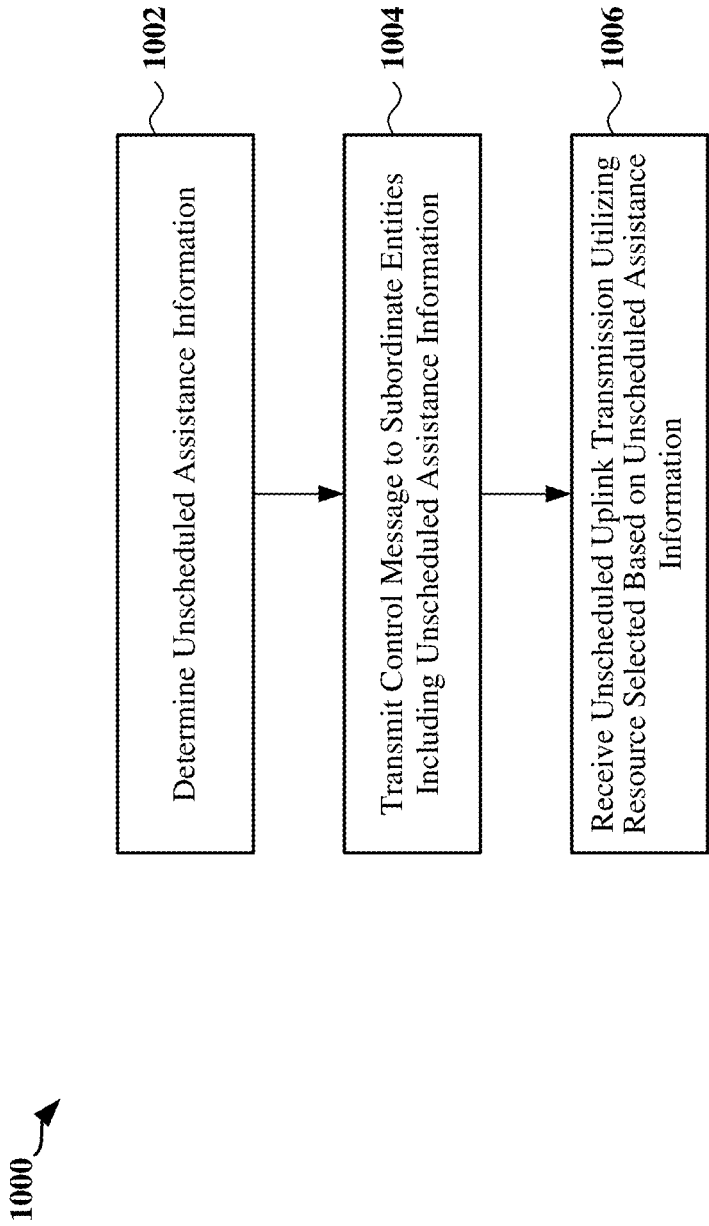 1000
Determine Unscheduled Assistance Information
1002
Transmit Control Message to Subordinate Entities
Including Unscheduled Assistance Information
1004
Receive Unscheduled Uplink Transmission Utilizing
Resource Selected Based on Unscheduled Assistance
Information
1006